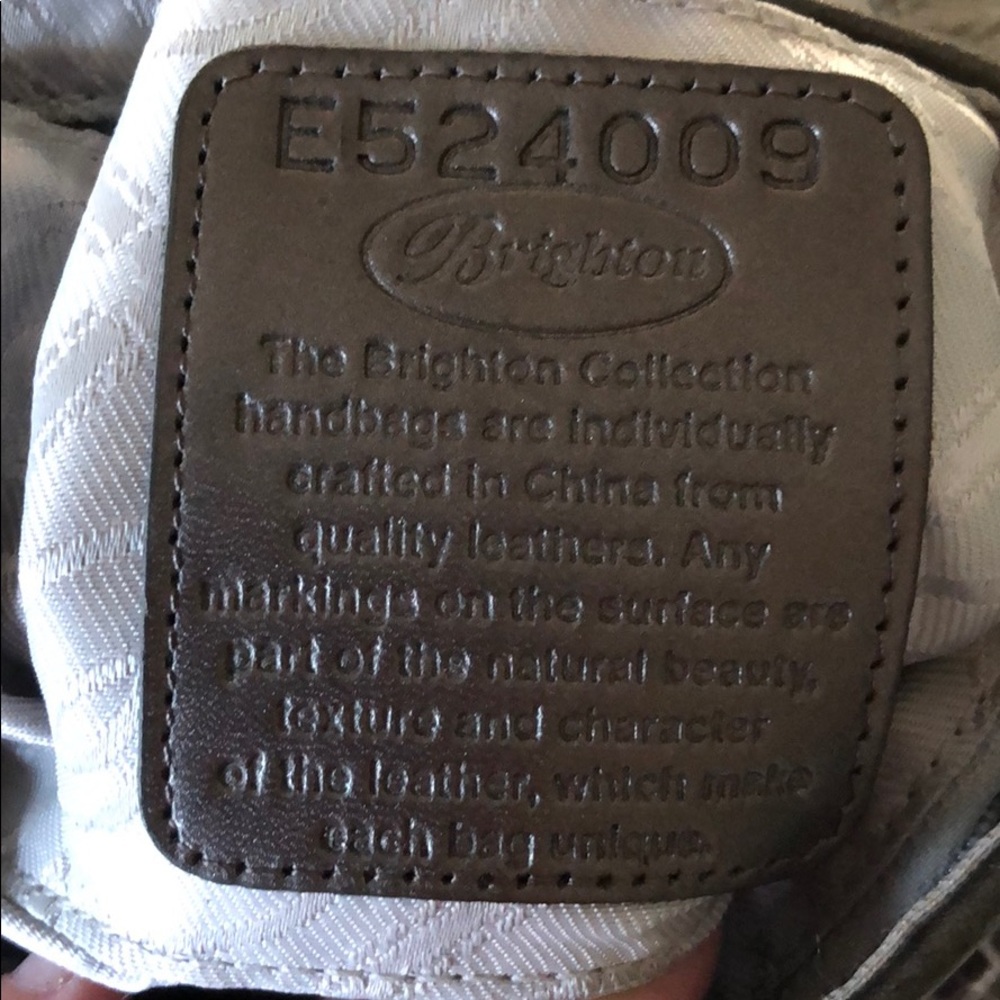 E524009
Brighton
The Brighton Collection
handbags are individually
crafted in China from
quality leathers. Any
markings on the surface are
part of the natural beauty,
texture and character
of the leather, which make
each bag unique.